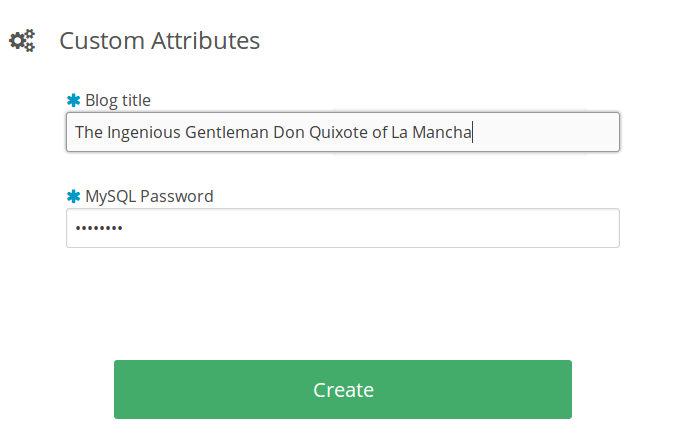 Custom Attributes
✱ Blog title
The Ingenious Gentleman Don Quixote of La Mancha
✱ MySQL Password
••••••••
Create